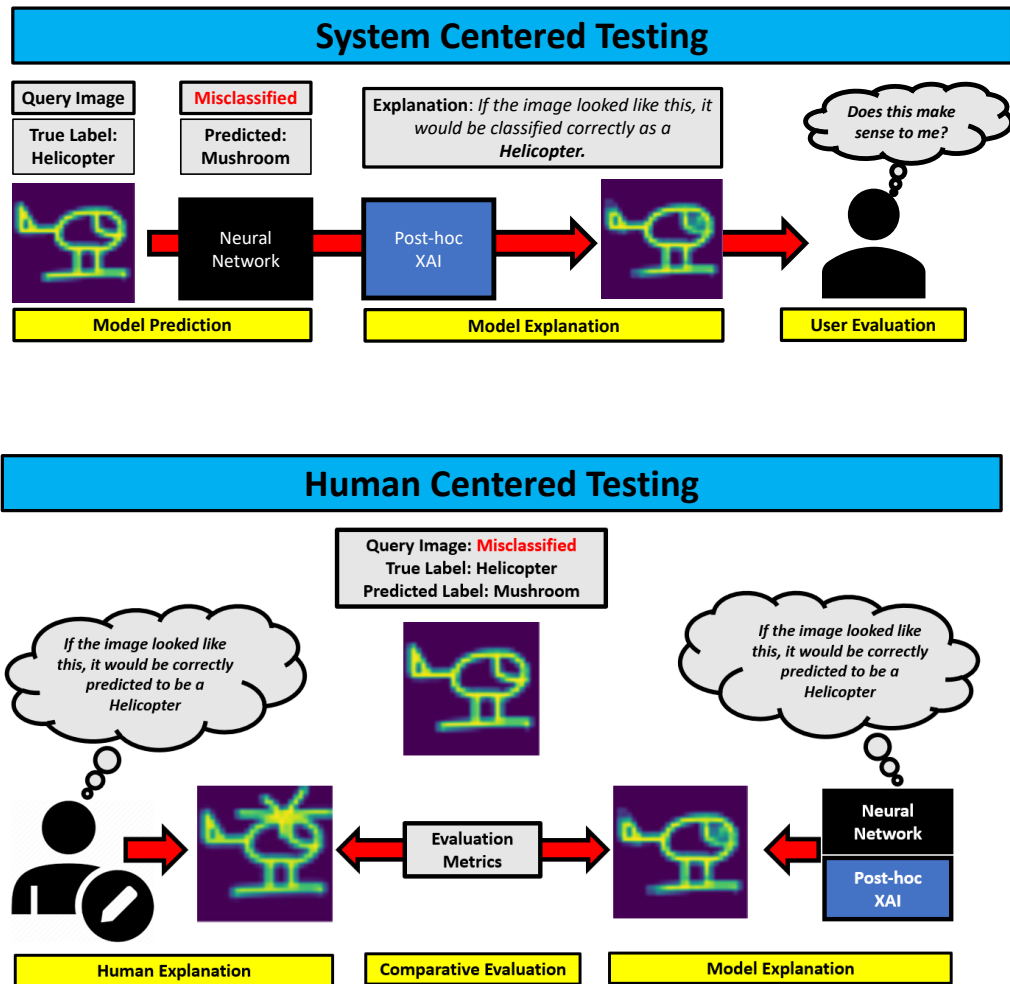 System Centered Testing
Query Image
Misclassified
True Label:
Helicopter
Predicted:
Mushroom
Explanation: If the image looked like this, it
would be classified correctly as a
Helicopter.
Does this make
sense to me?
Neural
Network
Post-hoc
XAI
Model Prediction
Model Explanation
User Evaluation
Human Centered Testing
Query Image: Misclassified
True Label: Helicopter
Predicted Label: Mushroom
If the image looked like
this, it would be correctly
predicted to be a
Helicopter
If the image looked like
this, it would be correctly
predicted to be a
Helicopter
Evaluation
Metrics
Neural
Network
Post-hoc
XAI
Human Explanation
Comparative Evaluation
Model Explanation